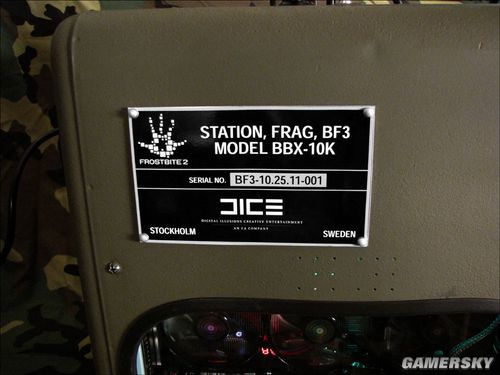 STATION, FRAG, BF3
MODEL BBX-10K
FROSTBITE 2
SERIAL NO. BF3-10.25.11-001
DICE
DIGITAL ILLUSIONS CREATIVE ENTERTAINMENT
AN EA COMPANY
STOCKHOLM SWEDEN
GAMERSKY